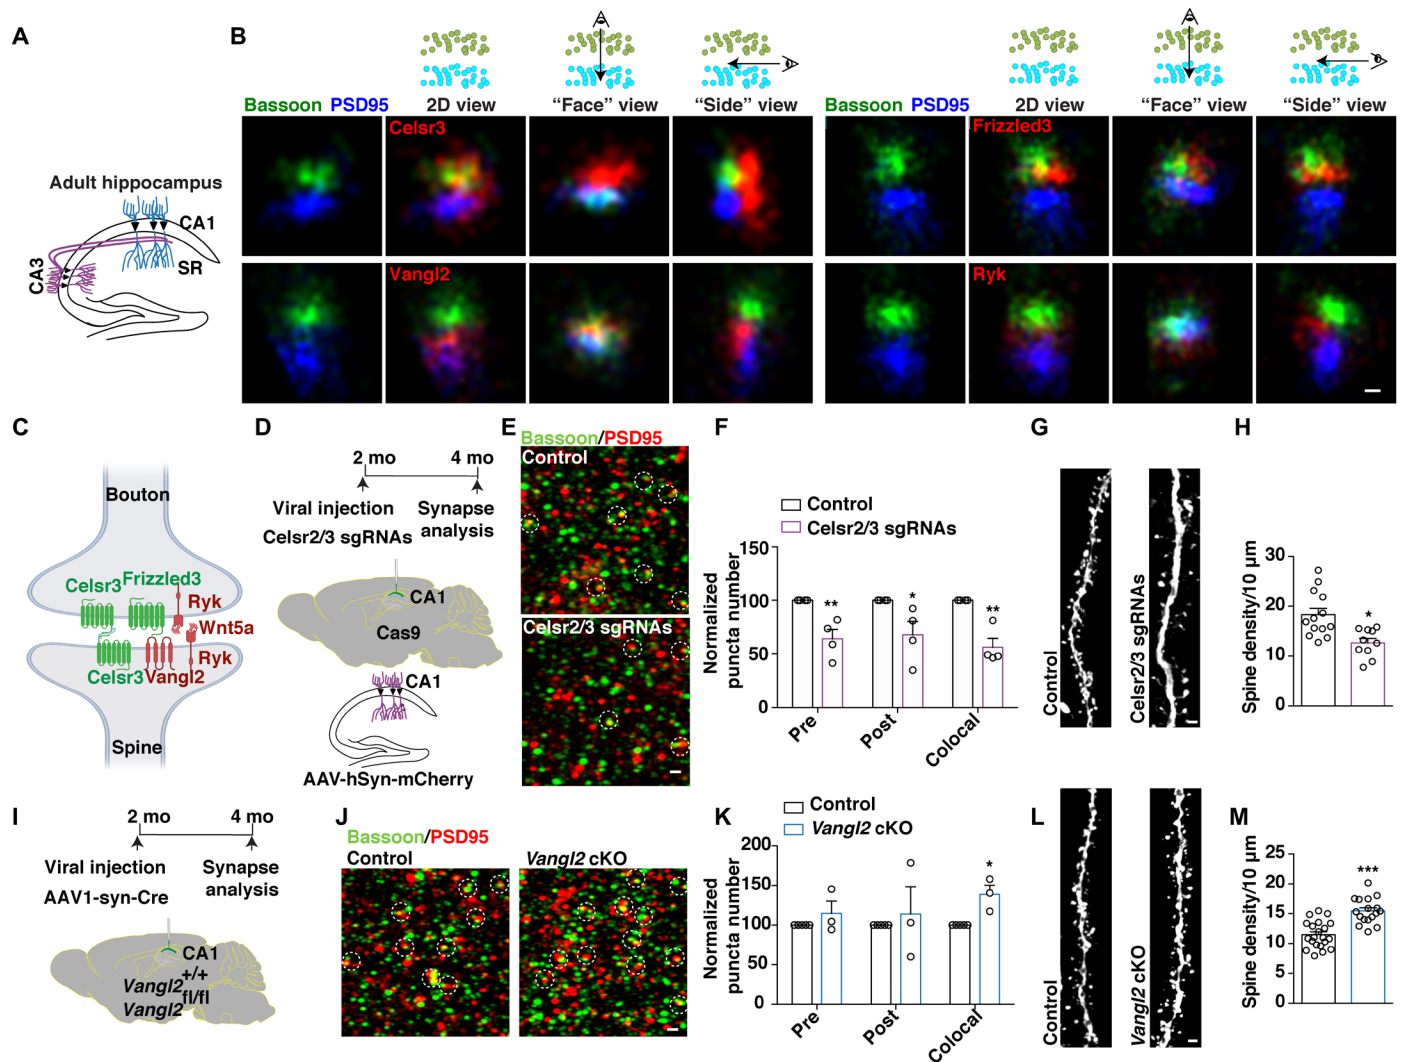 A
Adult hippocampus
CA1
SR
CA3
B
Bassoon PSD95
2D view
“Face” view
“Side” view
Bassoon PSD95
2D view
“Face” view
“Side” view
Celsr3
Frizzled3
Vangl2
Ryk
C
Bouton
Celsr3
Frizzled3
Ryk
Wnt5a
Ryk
Celsr3
Vangl2
Spine
D
2 mo
4 mo
Viral injection
Synapse
analysis
Celsr2/3 sgRNAs
CA1
Cas9
CA1
AAV-hSyn-mCherry
E
Bassoon/PSD95
Control
Celsr2/3 sgRNAs
F
Control
Celsr2/3 sgRNAs
Normalized
puncta number
150
100
50
0
**
*
**
Pre
Post
Colocal
G
Control
Celsr2/3 sgRNAs
H
Spine density/10 μm
30
20
10
0
*
I
2 mo
4 mo
Viral injection
Synapse
analysis
AAV1-syn-Cre
CA1
Vangl2 +/+
Vangl2 fl/fl
J
Bassoon/PSD95
Control
Vangl2 cKO
K
Control
Vangl2 cKO
Normalized
puncta number
200
150
100
50
0
*
Pre
Post
Colocal
L
Control
Vangl2 cKO
M
Spine density/10 μm
25
20
15
10
5
0
***